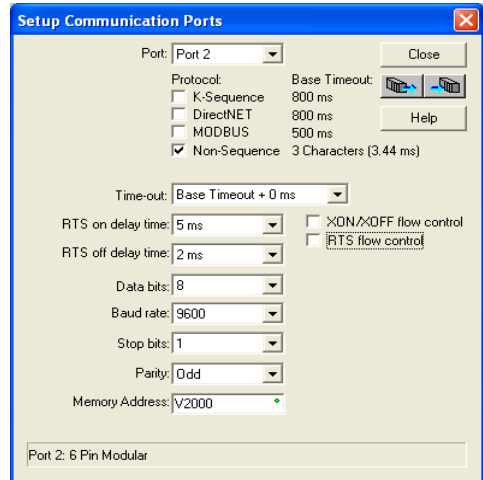 Setup Communication Ports
Port: Port 2 Close
Protocol: Base Timeout:
K-Sequence 800 ms
DirectNET 800 ms Help
MODBUS 500 ms
Non-Sequence 3 Characters (3.44 ms)
Time-out: Base Timeout + 0 ms
RTS on delay time: 5 ms XON/XOFF flow control
RTS off delay time: 2 ms RTS flow control
Data bits: 8
Baud rate: 9600
Stop bits: 1
Parity: Odd
Memory Address: V2000
Port 2: 6 Pin Modular